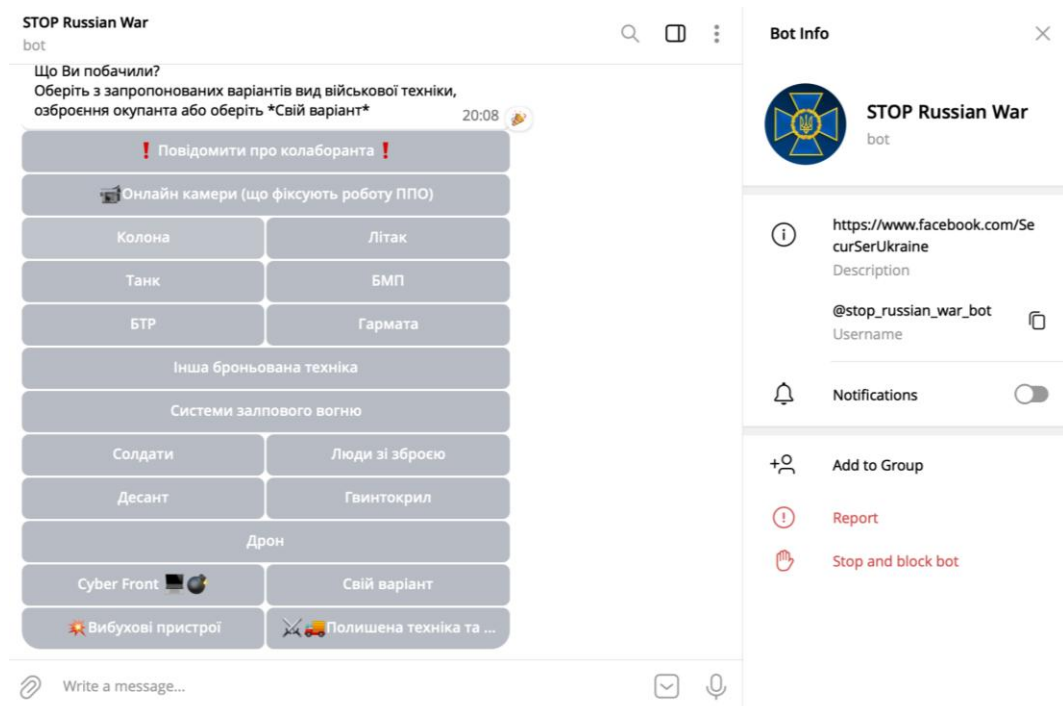 STOP Russian War
bot
Що Ви побачили?
Оберіть з запропонованих варіантів вид військової техніки,
озброєння окупанта або оберіть *Свій варіант*
20:08
❗ Повідомити про колаборанта ❗
Онлайн камери (що фіксують роботу ППО)
Колона
Літак
Танк
БМП
БТР
Гармата
Інша броньована техніка
Системи залпового вогню
Солдати
Люди зі зброєю
Десант
Гвинтокрил
Дрон
Cyber Front
Свій варіант
Вибухові пристрої
Полишена техніка та ...
Write a message...
Bot Info
STOP Russian War
bot
https://www.facebook.com/Se
curSerUkraine
Description
@stop_russian_war_bot
Username
Notifications
Add to Group
Report
Stop and block bot